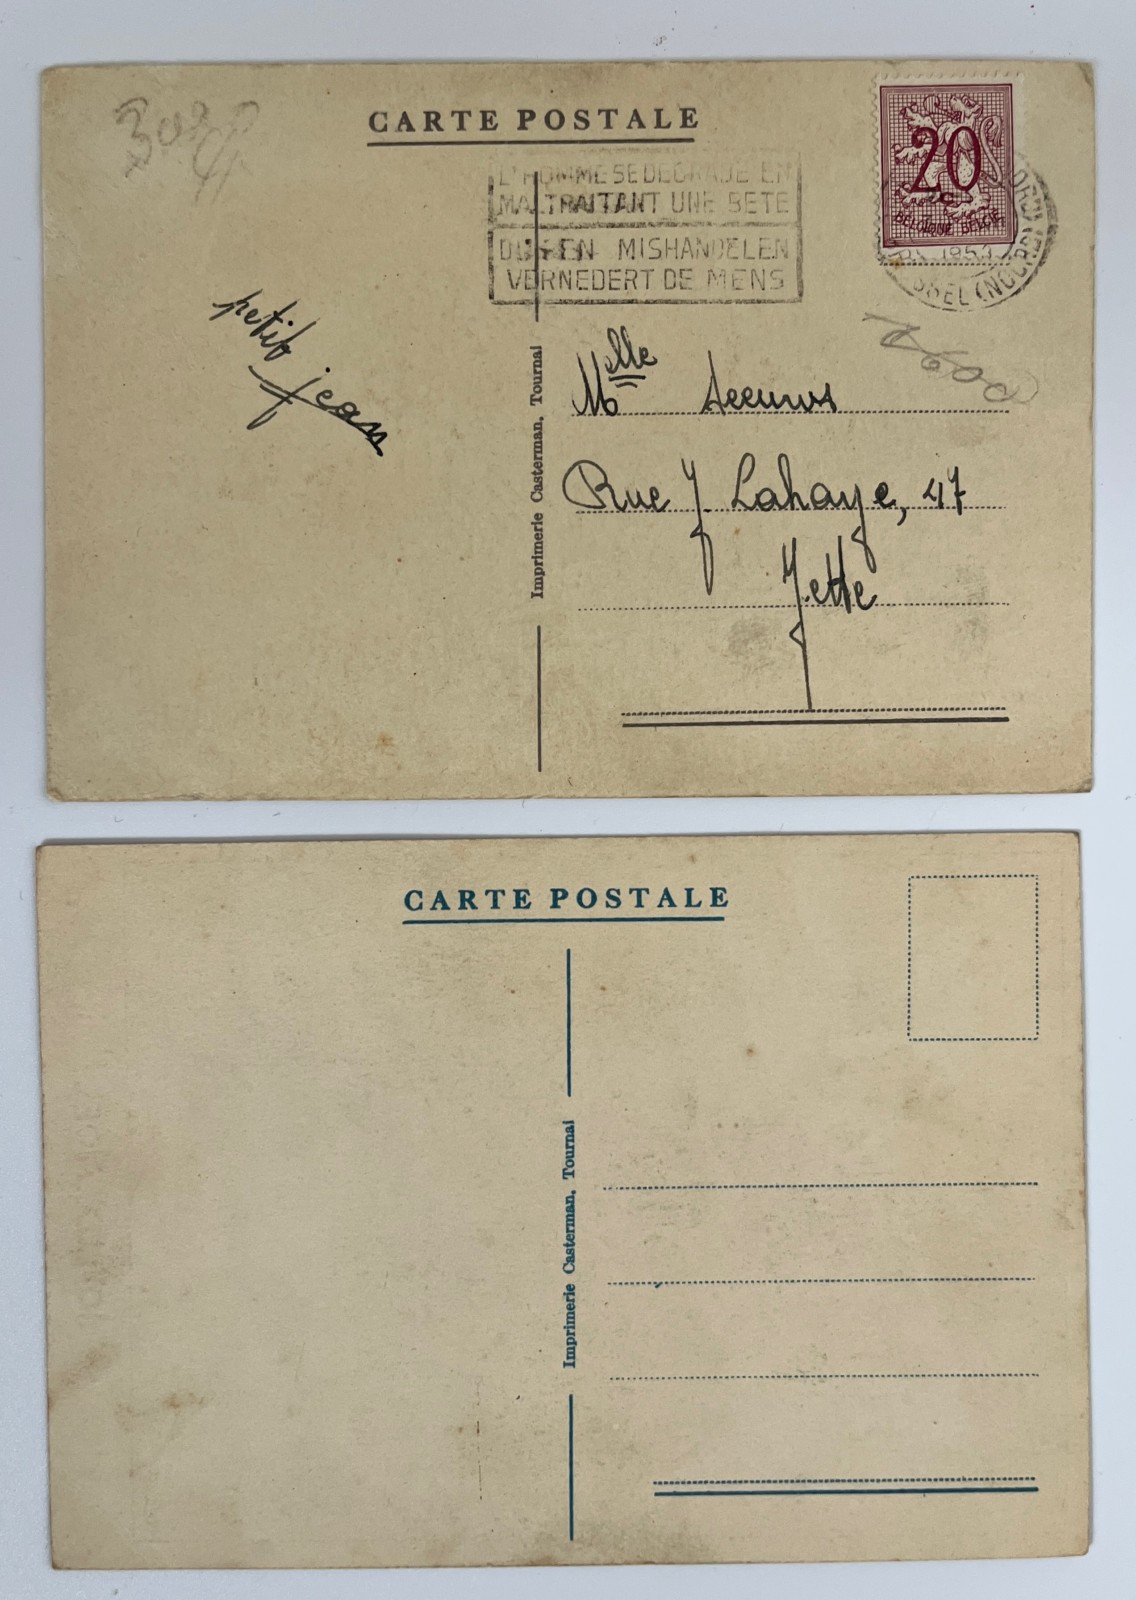 CARTE POSTALE
20
BELGIQUE BELGIË
L'HOMME SE DEGRADE EN
MALTRAITANT UNE BETE
DIEREN MISHANDELEN
VERNEDERT DE MENS
1953
petit
jean
Imprimerie Casterman, Tournai
Mlle
Rue J. Lahaye, 47
Jette
CARTE POSTALE
Imprimerie Casterman, Tournai